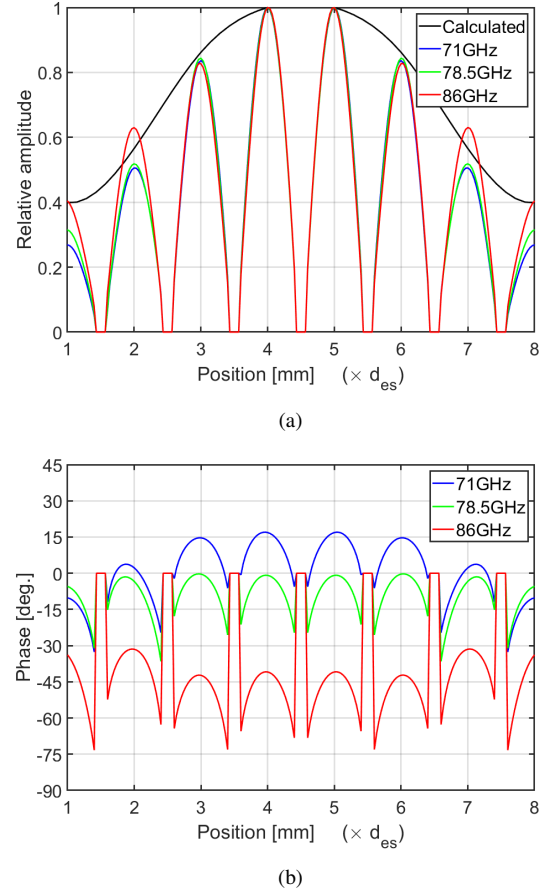 1
0.8
0.6
0.4
0.2
0
Relative amplitude
Calculated
71GHz
78.5GHz
86GHz
1 2 3 4 5 6 7 8
Position [mm] (× d_es)
(a)
45
30
15
0
-15
-30
-45
-60
-75
-90
Phase [deg.]
71GHz
78.5GHz
86GHz
1 2 3 4 5 6 7 8
Position [mm] (× d_es)
(b)